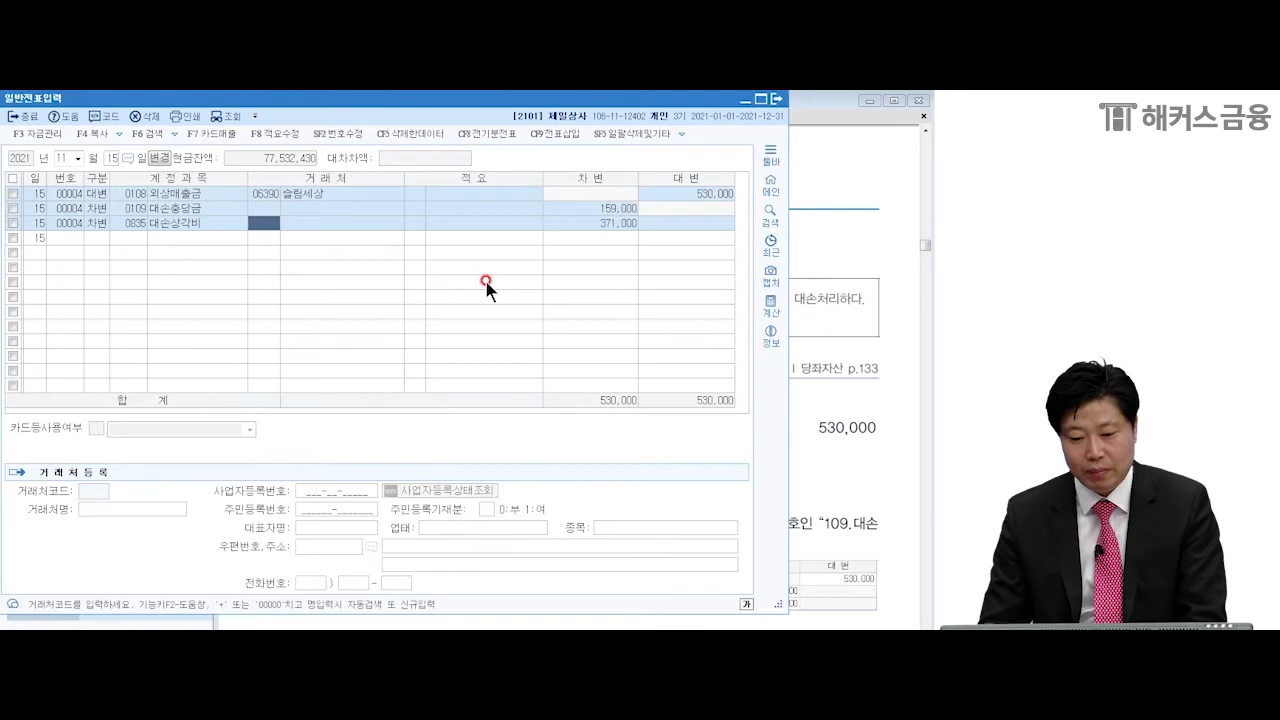 일반전표입력
해커스금융
종료 도움 코드 삭제 인쇄 조회 [2101] 제일상사 106-11-12402 개인 37기 2021-01-01~2021-12-31
F3 자금관리 F4 복사 F6 검색 F7 카드매출 F8 적요수정 SF2 번호수정 CF5 삭제한데이터 CF8 전기분전표 CF9 전표삽입 SF5 일괄삭제및기타
2021 년 1 월 15 일 변경 현금잔액: 77,532,430 대차차액:
일 번호 구분 계정과목 거래처 적요 차변 대변
15 00004 대변 0108 외상매출금 06390 슬림세상 530,000
15 00004 차변 0109 대손충당금 159,000
15 00004 차변 0835 대손상각비 371,000
15
합 계 530,000 530,000
툴바
메인
검색
최근
캡처
계산
정보
카드등사용여부
거래처등록
거래처코드: 사업자등록번호: ___-__-_____ 사업자등록상태조회
거래처명: 주민등록번호: ______-_______ 주민등록기재분: 0:부 1:여
대표자명: 업태: 종목:
우편번호,주소:
전화번호: ) -
거래처코드를 입력하세요. 기능키F2-도움창, '+' 또는 '00000'치고 명입력시 자동검색 또 신규입력 가
대손처리하다.
당좌자산 p.133
530,000
호인 “109.대손
대변
530,000